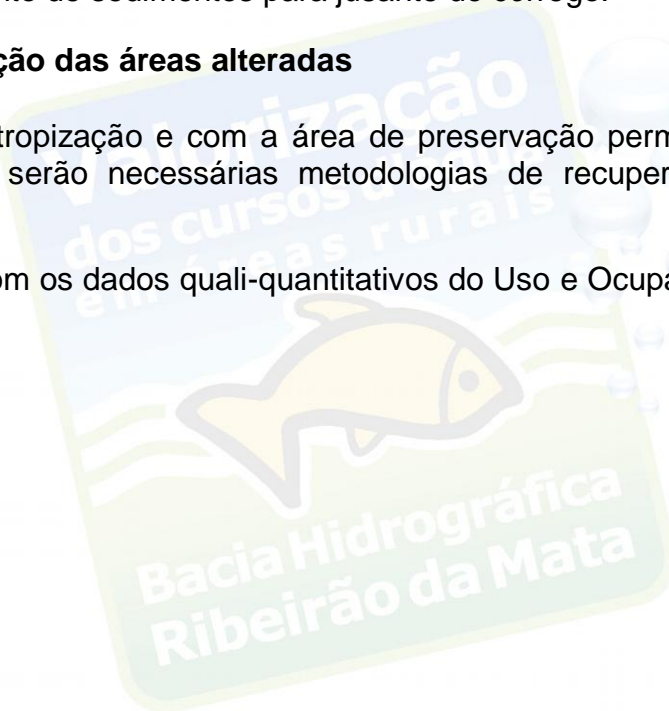 nto de sedimentos para jusante do córrego.
ção das áreas alteradas
tropização e com a área de preservação perm
serão necessárias metodologias de recuper
om os dados quali-quantitativos do Uso e Ocupa
Valorização
dos cursos d'água
em áreas rurais
Bacia Hidrográfica
Ribeirão da Mata